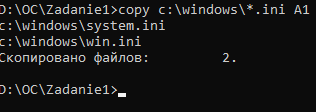 D:\OC\Zadanie1>copy c:\windows\*.ini A1
c:\windows\system.ini
c:\windows\win.ini
Скопировано файлов:         2.
D:\OC\Zadanie1>